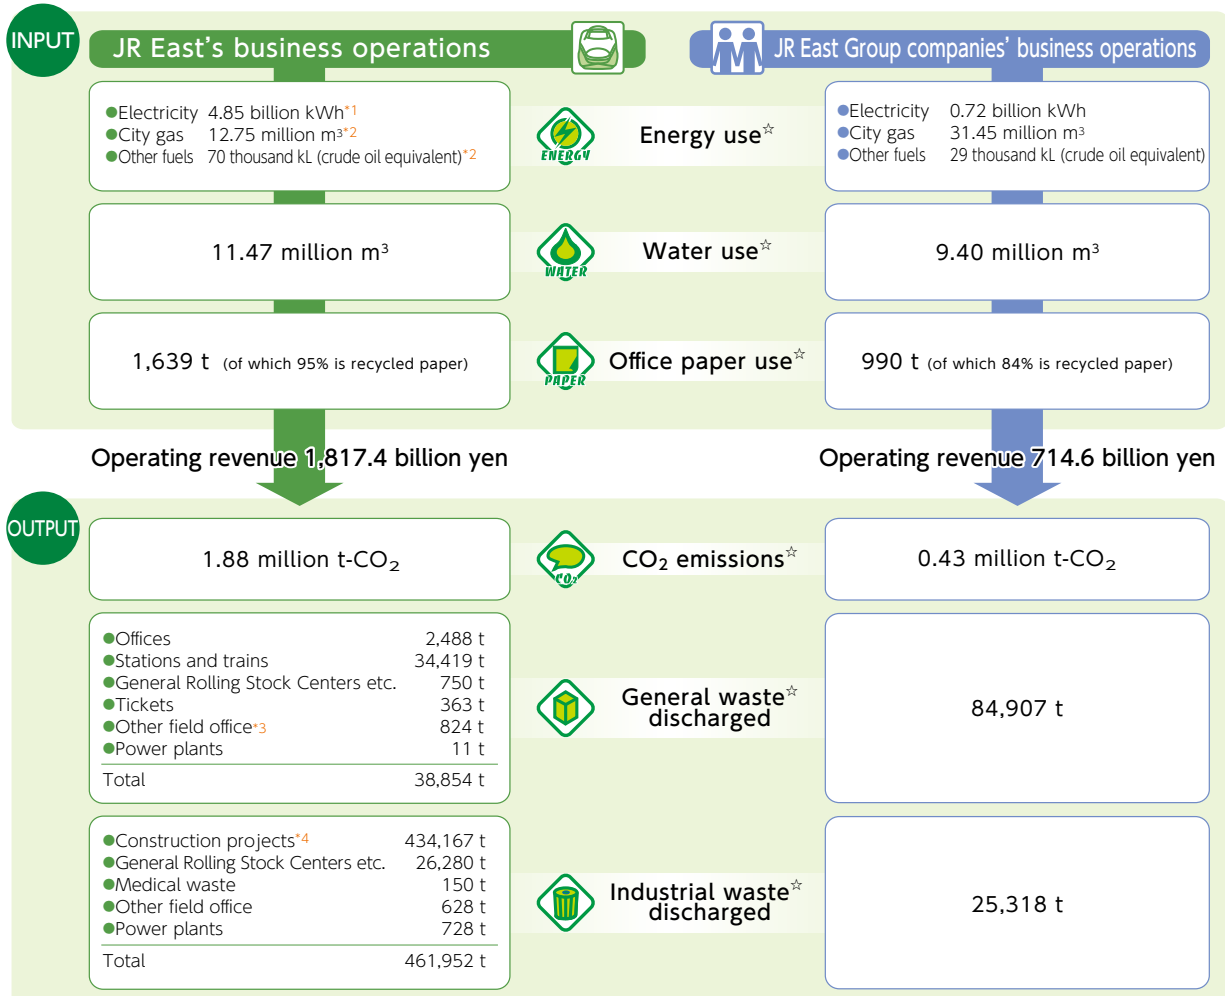 INPUT
JR East's business operations
JR East Group companies' business operations
●Electricity 4.85 billion kWh*1
●City gas 12.75 million m³*2
●Other fuels 70 thousand kL (crude oil equivalent)*2
ENERGY
Energy use☆
●Electricity 0.72 billion kWh
●City gas 31.45 million m³
●Other fuels 29 thousand kL (crude oil equivalent)
11.47 million m³
WATER
Water use☆
9.40 million m³
1,639 t (of which 95% is recycled paper)
PAPER
Office paper use☆
990 t (of which 84% is recycled paper)
Operating revenue 1,817.4 billion yen
Operating revenue 714.6 billion yen
OUTPUT
1.88 million t-CO₂
CO₂
CO₂ emissions☆
0.43 million t-CO₂
●Offices 2,488 t
●Stations and trains 34,419 t
●General Rolling Stock Centers etc. 750 t
●Tickets 363 t
●Other field office*3 824 t
●Power plants 11 t
Total 38,854 t
General waste☆
discharged
84,907 t
●Construction projects*4 434,167 t
●General Rolling Stock Centers etc. 26,280 t
●Medical waste 150 t
●Other field office 628 t
●Power plants 728 t
Total 461,952 t
Industrial waste☆
discharged
25,318 t